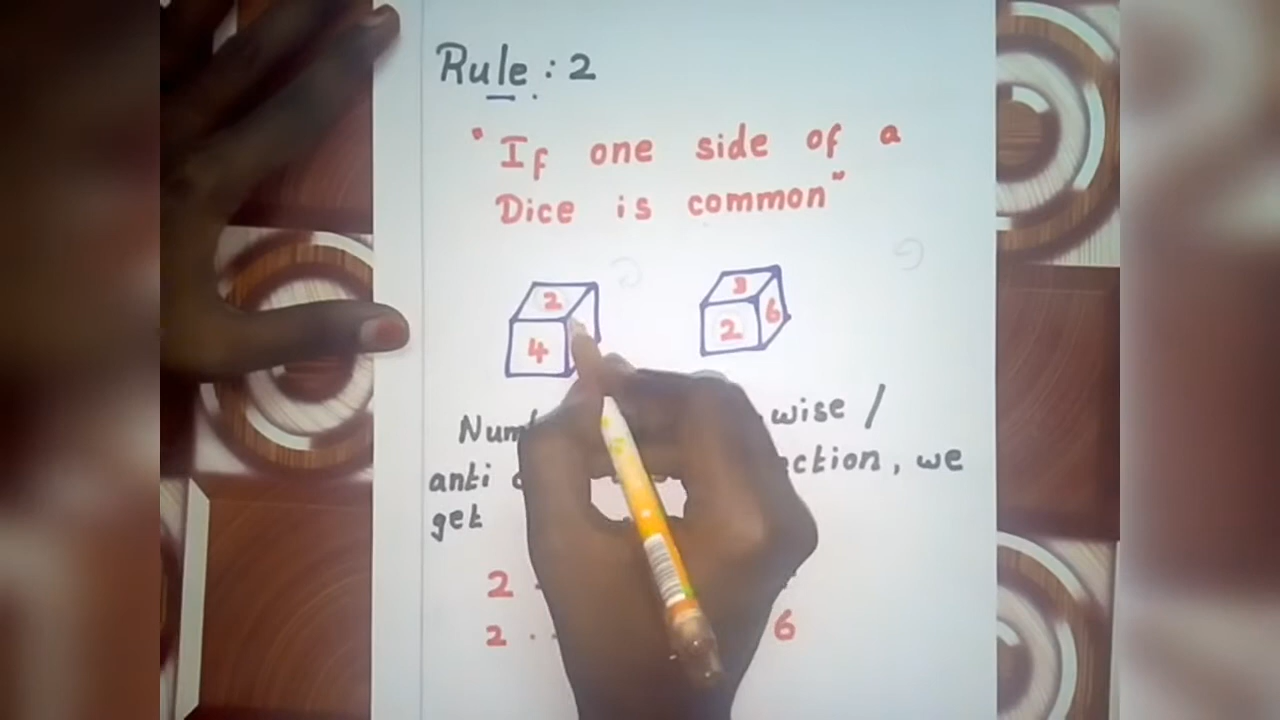 Rule : 2
"If one side of a
Dice is common"
2 3
4 2 6
wise /
anti , we
get
2
2 6